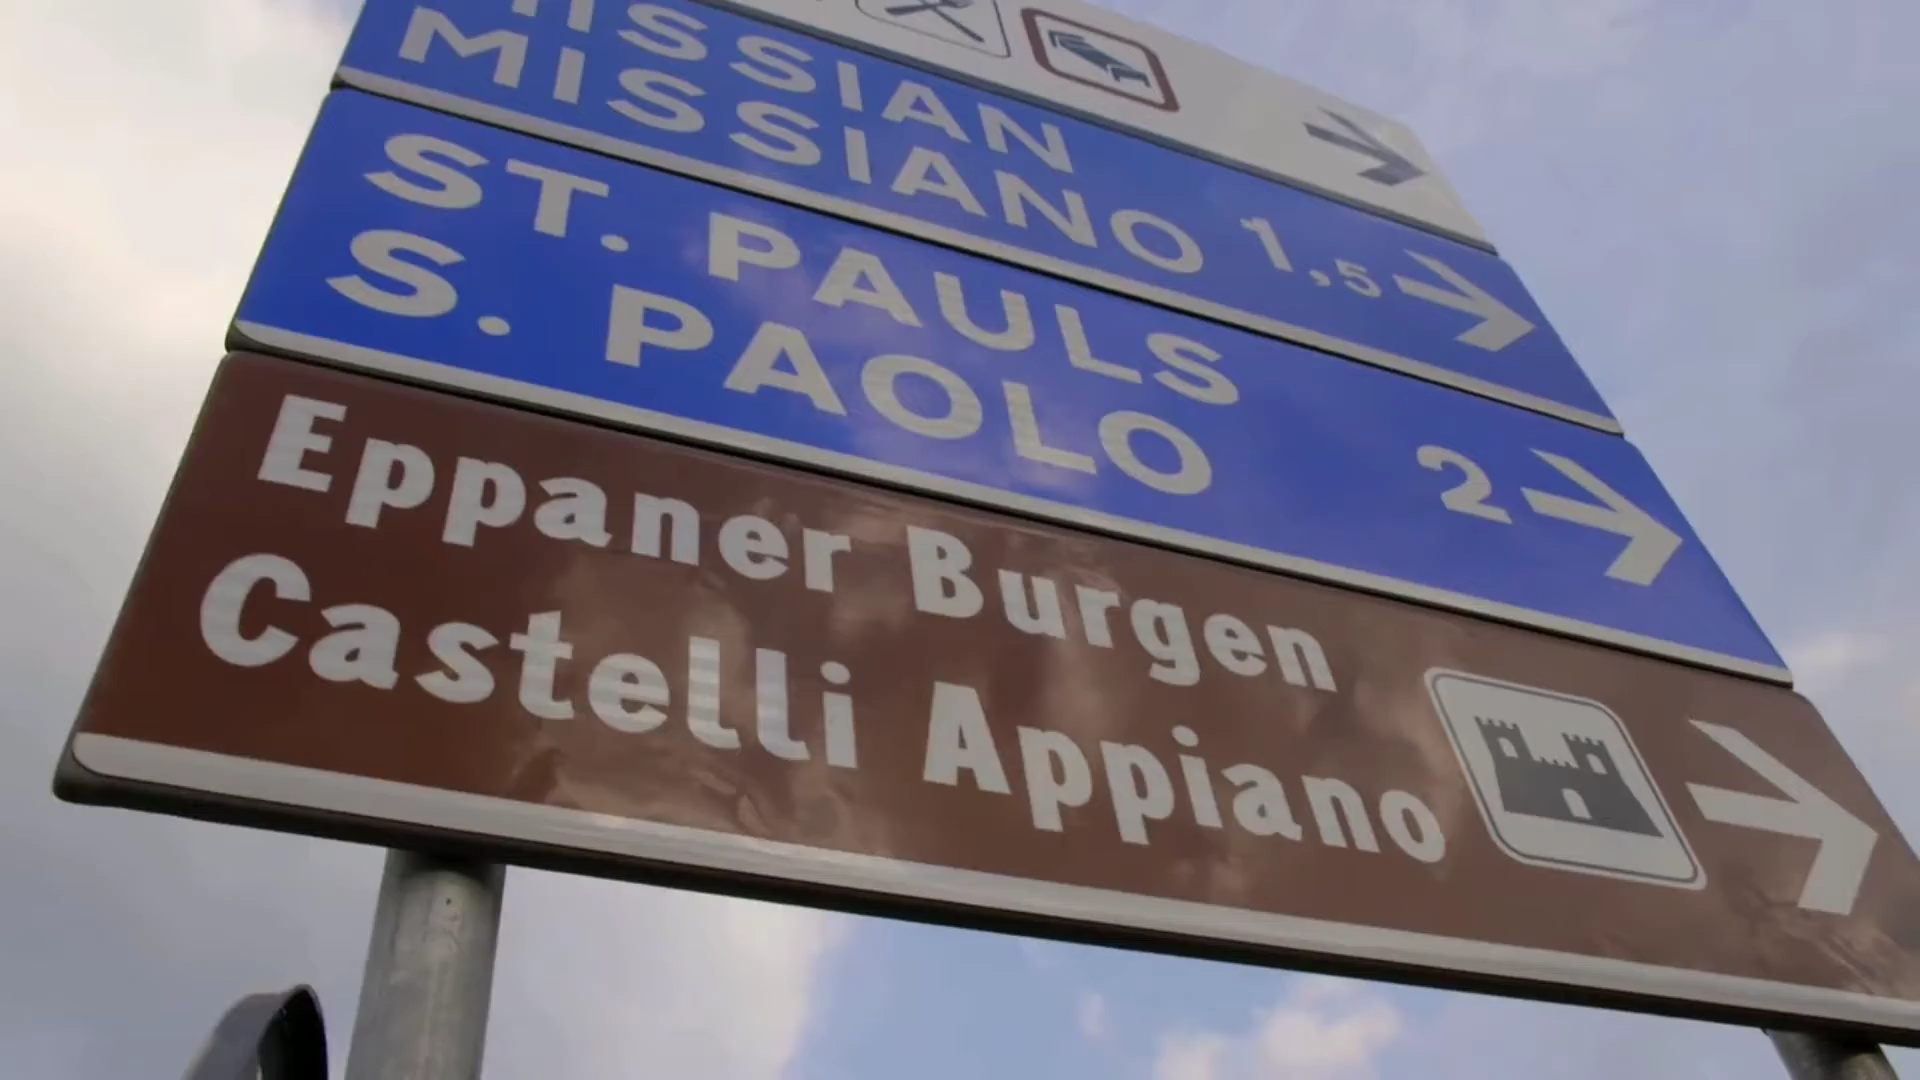 MISSIAN
MISSIANO 1,5
ST. PAULS
S. PAOLO 2
Eppaner Burgen
Castelli Appiano